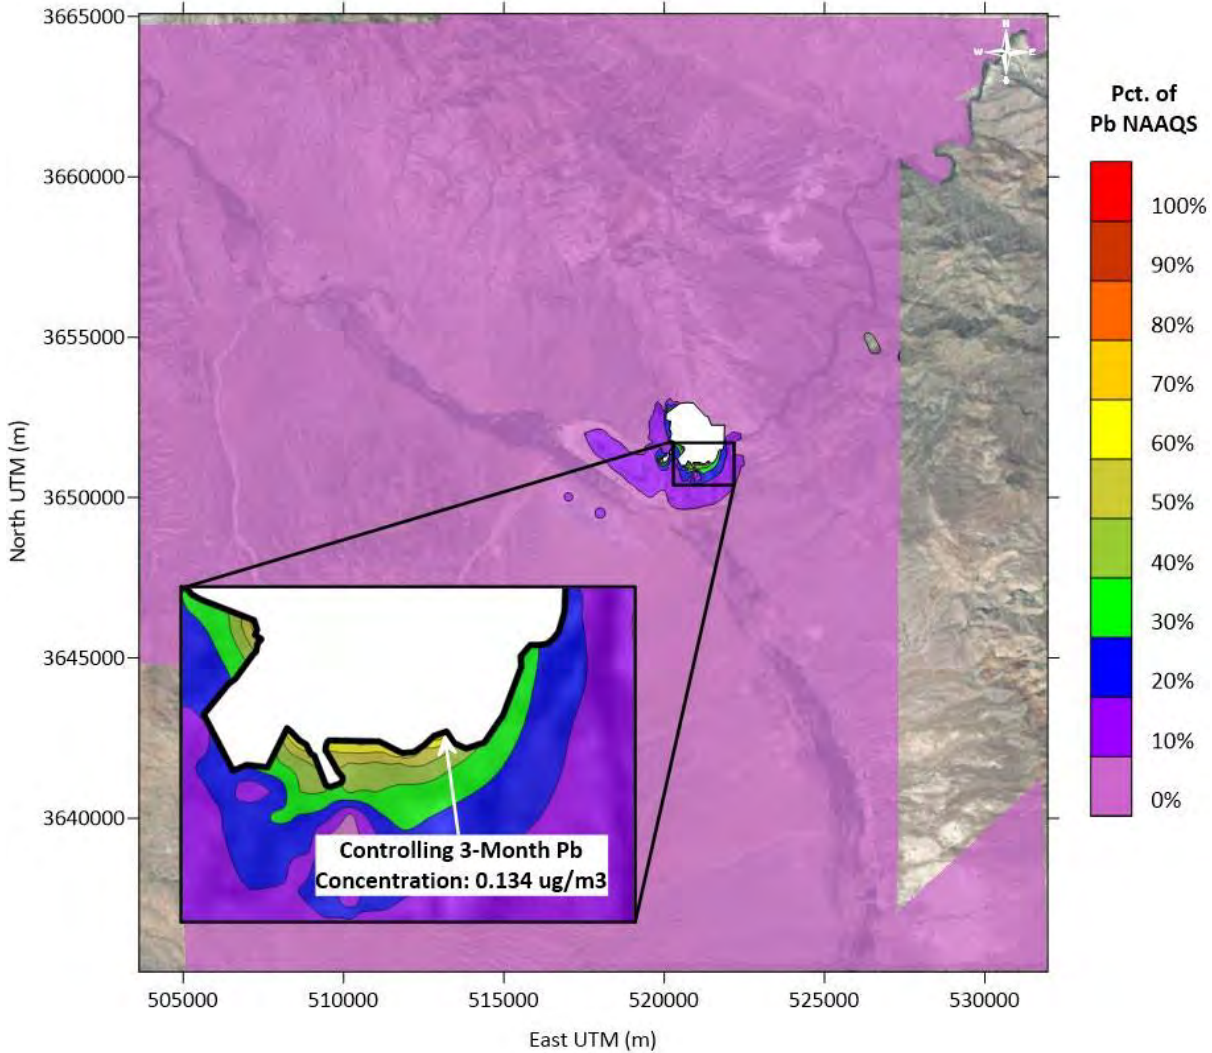 3665000
3660000
3655000
3650000
3645000
3640000
North UTM (m)
505000
510000
515000
520000
525000
530000
East UTM (m)
N
W
E
Controlling 3-Month Pb
Concentration: 0.134 ug/m3
Pct. of
Pb NAAQS
100%
90%
80%
70%
60%
50%
40%
30%
20%
10%
0%